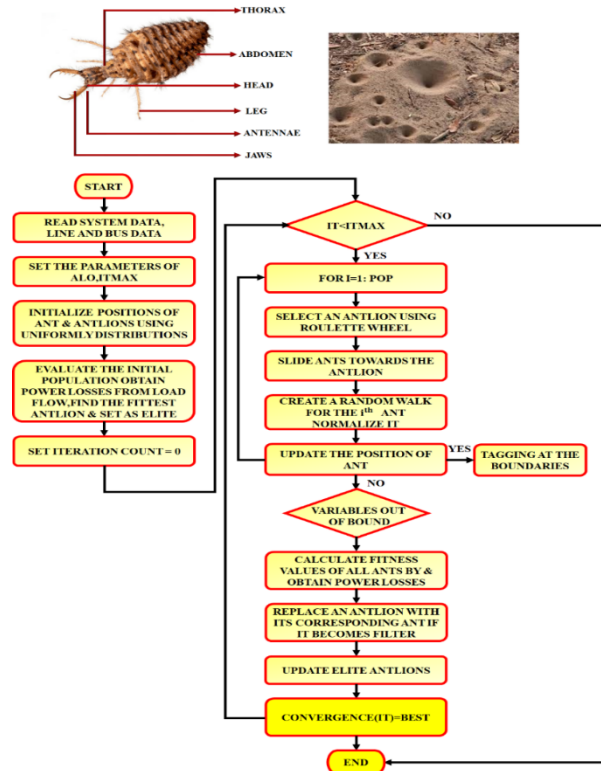 THORAX
ABDOMEN
HEAD
LEG
ANTENNAE
JAWS
START
READ SYSTEM DATA,
LINE AND BUS DATA
SET THE PARAMETERS OF
ALO,ITMAX
INITIALIZE POSITIONS OF
ANT & ANTLIONS USING
UNIFORMLY DISTRIBUTIONS
EVALUATE THE INITIAL
POPULATION OBTAIN
POWER LOSSES FROM LOAD
FLOW,FIND THE FITTEST
ANTLION & SET AS ELITE
SET ITERATION COUNT = 0
IT<ITMAX
NO
YES
FOR I=1: POP
SELECT AN ANTLION USING
ROULETTE WHEEL
SLIDE ANTS TOWARDS THE
ANTLION
CREATE A RANDOM WALK
FOR THE ith ANT
NORMALIZE IT
UPDATE THE POSITION OF
ANT
YES
TAGGING AT THE
BOUNDARIES
NO
VARIABLES OUT
OF BOUND
CALCULATE FITNESS
VALUES OF ALL ANTS BY &
OBTAIN POWER LOSSES
REPLACE AN ANTLION WITH
ITS CORRESPONDING ANT IF
IT BECOMES FILTER
UPDATE ELITE ANTLIONS
CONVERGENCE(IT)=BEST
END